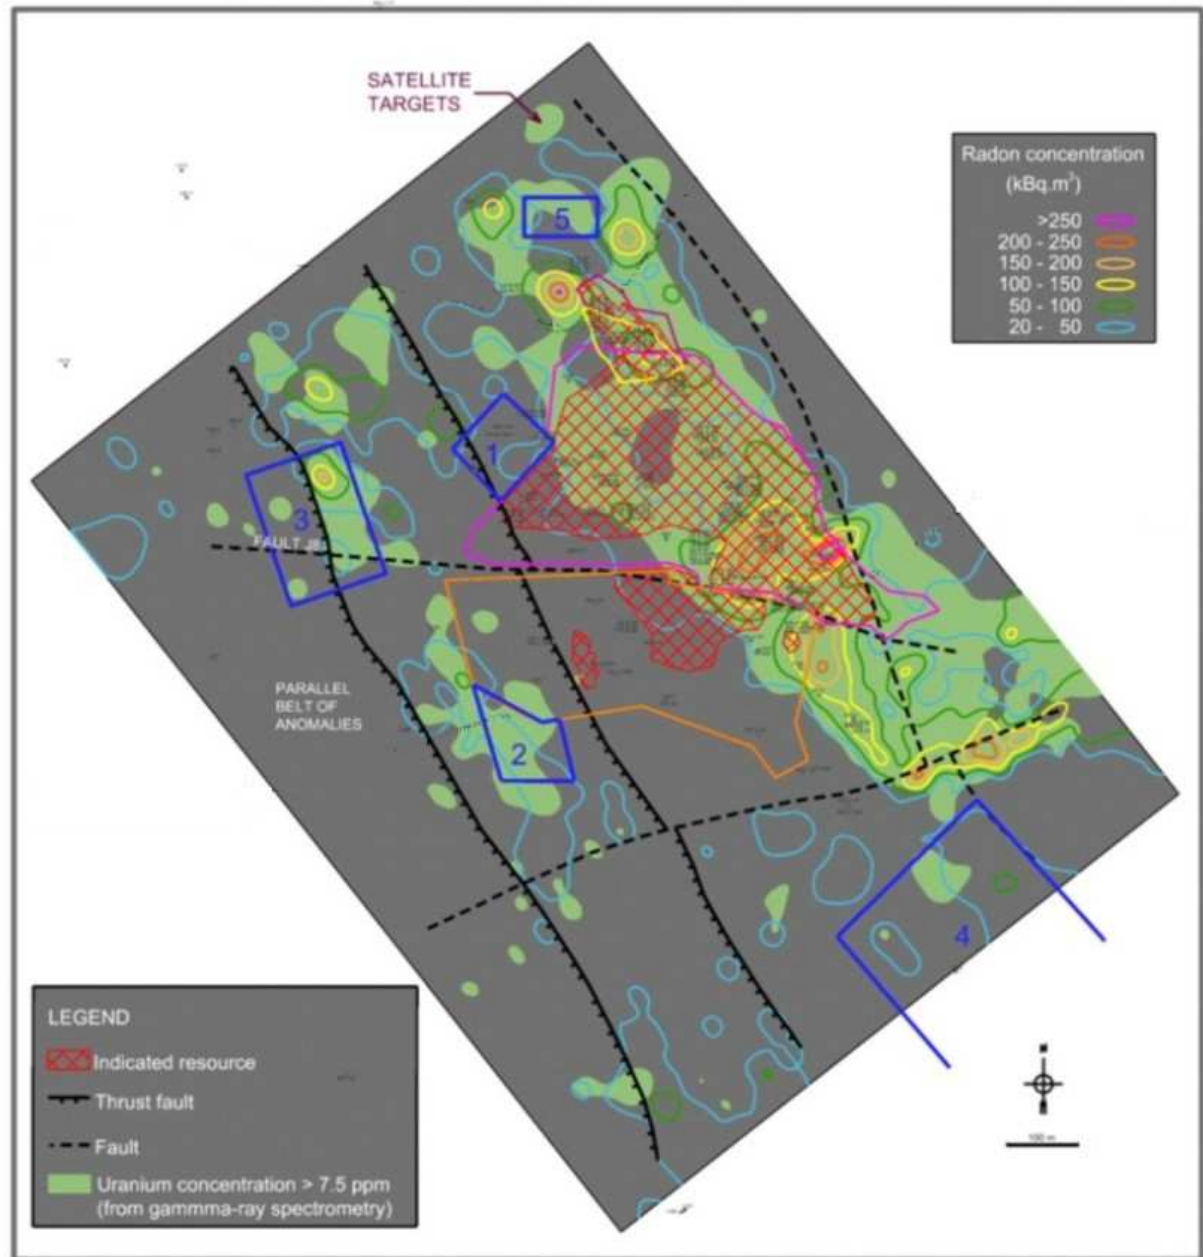 SATELLITE
TARGETS
Radon concentration
(kBq.m³)
>250
200 - 250
150 - 200
100 - 150
50 - 100
20 - 50
5
1
3
FAULT J8
2
PARALLEL
BELT OF
ANOMALIES
4
LEGEND
Indicated resource
Thrust fault
Fault
Uranium concentration > 7.5 ppm
(from gammma-ray spectrometry)
100 m